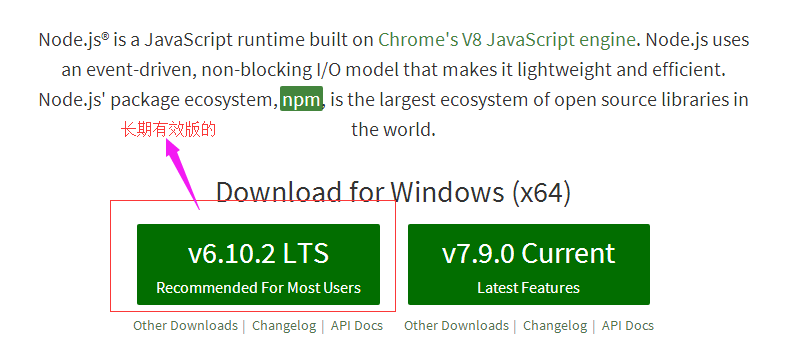 Node.js® is a JavaScript runtime built on Chrome's V8 JavaScript engine. Node.js uses
an event-driven, non-blocking I/O model that makes it lightweight and efficient.
Node.js' package ecosystem, npm, is the largest ecosystem of open source libraries in
the world.
长期有效版的
Download for Windows (x64)
v6.10.2 LTS
Recommended For Most Users
v7.9.0 Current
Latest Features
Other Downloads | Changelog | API Docs
Other Downloads | Changelog | API Docs